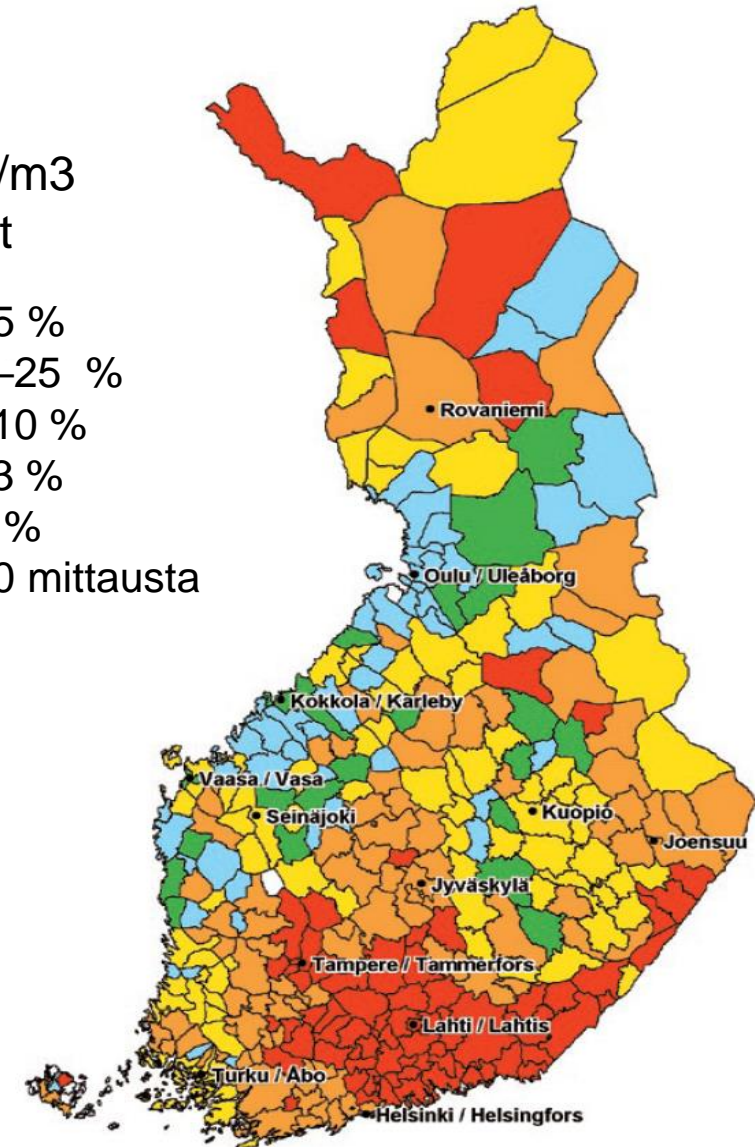 /m3
t
5 %
–25 %
10 %
3 %
%
0 mittausta
Rovaniemi
Oulu / Uleåborg
Kokkola / Karleby
Vaasa / Vasa
Seinäjoki
Kuopio
Joensuu
Jyväskylä
Tampere / Tammerfors
Lahti / Lahtis
Turku / Åbo
Helsinki / Helsingfors